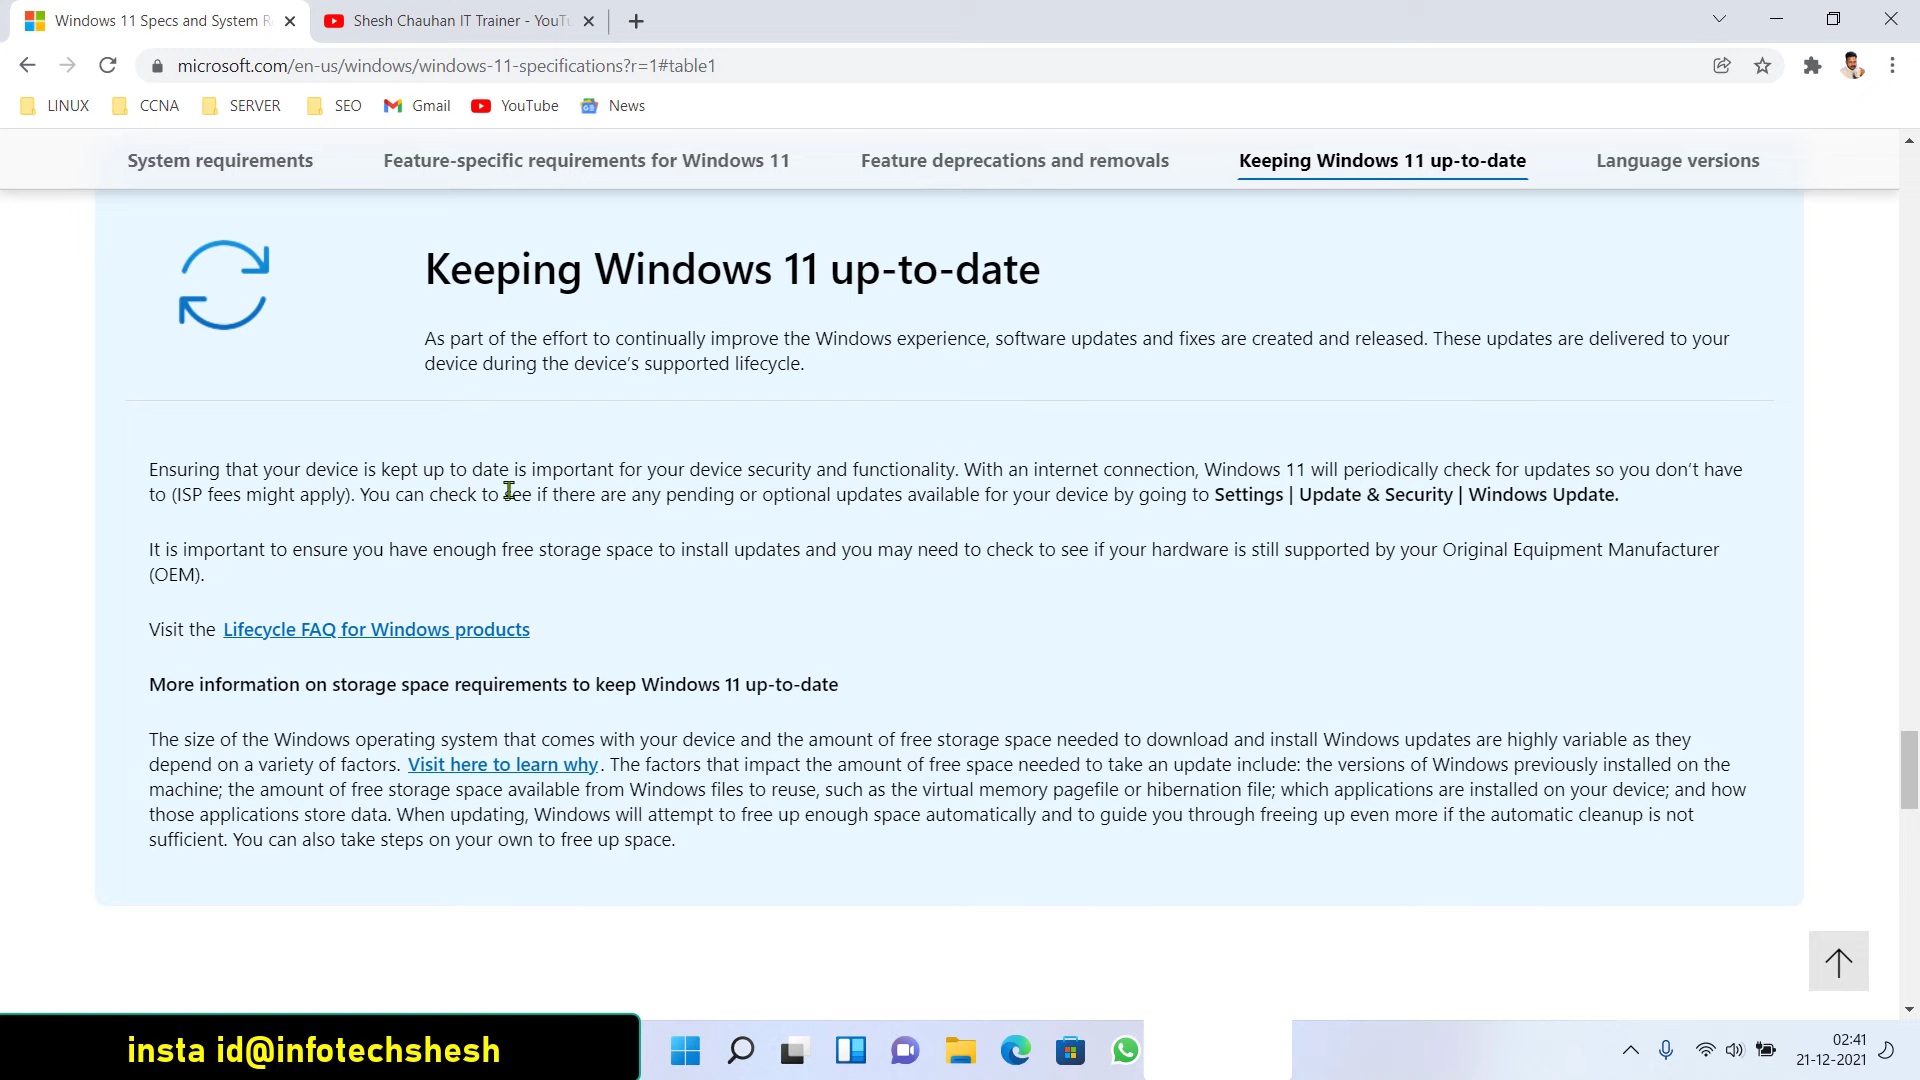 Windows 11 Specs and System R
Shesh Chauhan IT Trainer - YouTu
microsoft.com/en-us/windows/windows-11-specifications?r=1#table1
LINUX CCNA SERVER SEO Gmail YouTube News
System requirements Feature-specific requirements for Windows 11 Feature deprecations and removals Keeping Windows 11 up-to-date Language versions
Keeping Windows 11 up-to-date
As part of the effort to continually improve the Windows experience, software updates and fixes are created and released. These updates are delivered to your
device during the device’s supported lifecycle.
Ensuring that your device is kept up to date is important for your device security and functionality. With an internet connection, Windows 11 will periodically check for updates so you don’t have
to (ISP fees might apply). You can check to see if there are any pending or optional updates available for your device by going to Settings | Update & Security | Windows Update.
It is important to ensure you have enough free storage space to install updates and you may need to check to see if your hardware is still supported by your Original Equipment Manufacturer
(OEM).
Visit the Lifecycle FAQ for Windows products
More information on storage space requirements to keep Windows 11 up-to-date
The size of the Windows operating system that comes with your device and the amount of free storage space needed to download and install Windows updates are highly variable as they
depend on a variety of factors. Visit here to learn why. The factors that impact the amount of free space needed to take an update include: the versions of Windows previously installed on the
machine; the amount of free storage space available from Windows files to reuse, such as the virtual memory pagefile or hibernation file; which applications are installed on your device; and how
those applications store data. When updating, Windows will attempt to free up enough space automatically and to guide you through freeing up even more if the automatic cleanup is not
sufficient. You can also take steps on your own to free up space.
insta id@infotechshesh
02:41
21-12-2021